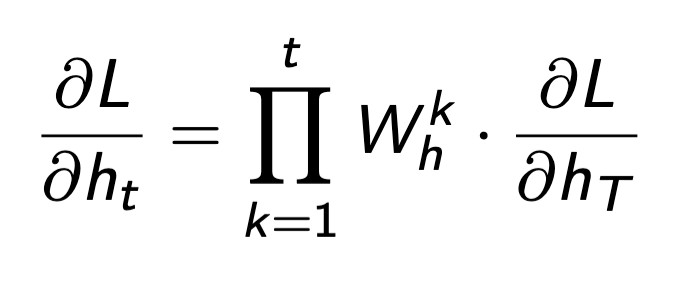 ∂L/∂h_t = ∏_{k=1}^{t} W_h^k · ∂L/∂h_T